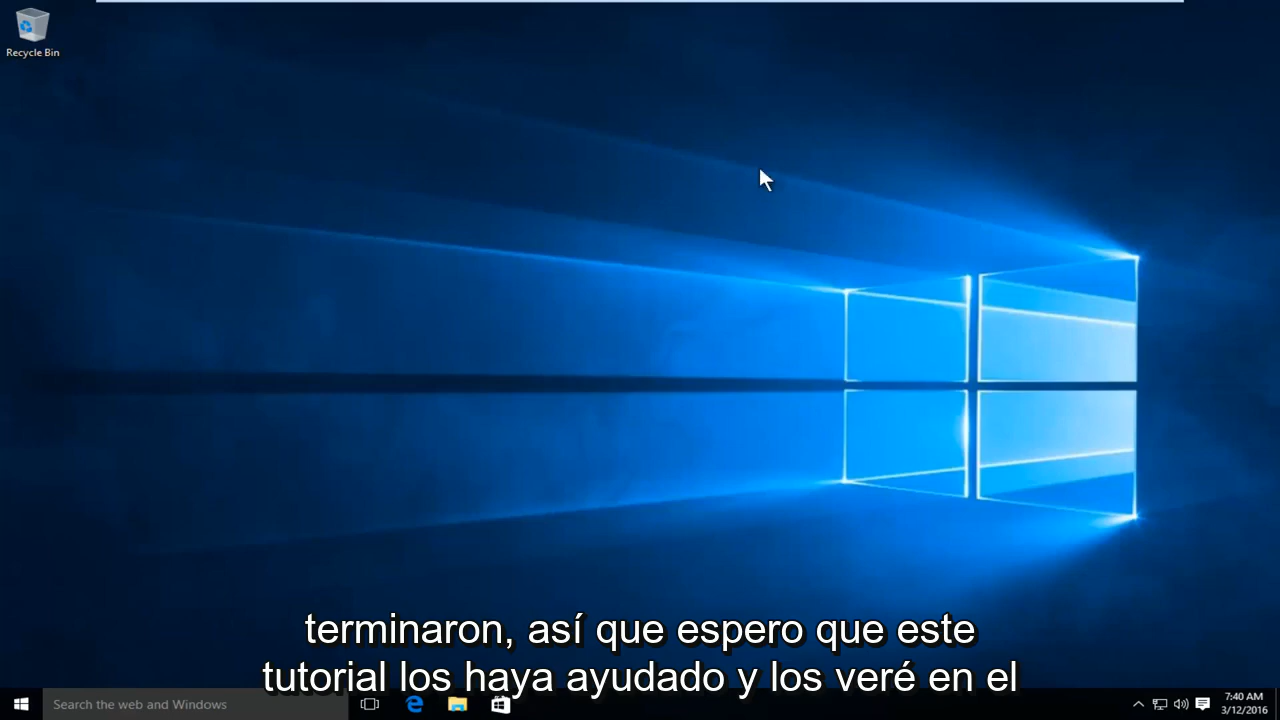 Recycle Bin
terminaron, así que espero que este
tutorial los haya ayudado y los veré en el
Search the web and Windows
7:40 AM
3/12/2016